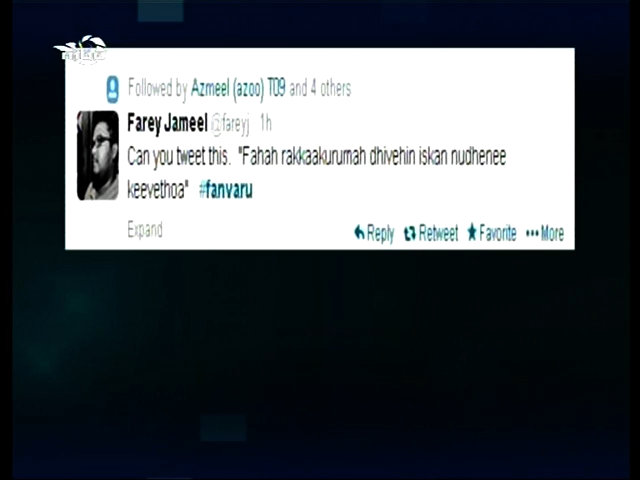 Followed by Azmeel (azoo) T09 and 4 others
Farey Jameel @fareyj 1h
Can you tweet this. "Fahah rakkaakurumah dhivehin iskan nudhenee
keevethoa" #fanvaru
Expand
Reply Retweet Favorite More